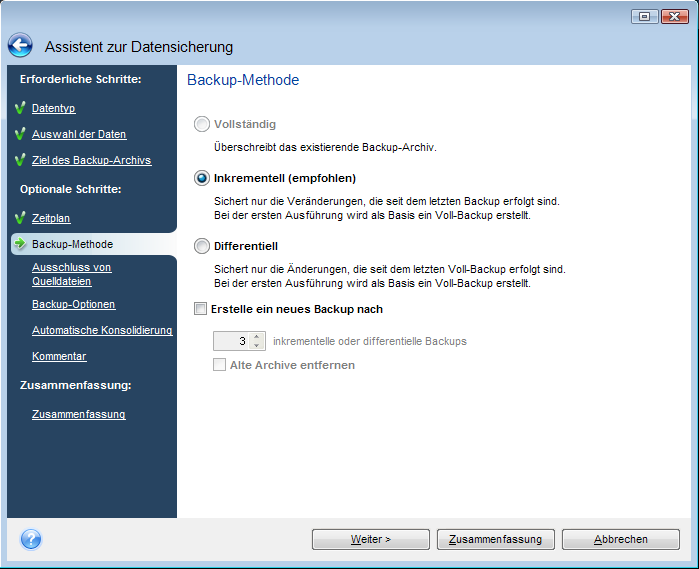 Assistent zur Datensicherung
Erforderliche Schritte:
Datentyp
Auswahl der Daten
Ziel des Backup-Archivs
Optionale Schritte:
Zeitplan
Backup-Methode
Ausschluss von
Quelldateien
Backup-Optionen
Automatische Konsolidierung
Kommentar
Zusammenfassung:
Zusammenfassung
Backup-Methode
Vollständig
Überschreibt das existierende Backup-Archiv.
Inkrementell (empfohlen)
Sichert nur die Veränderungen, die seit dem letzten Backup erfolgt sind.
Bei der ersten Ausführung wird als Basis ein Voll-Backup erstellt.
Differentiell
Sichert nur die Änderungen, die seit dem letzten Voll-Backup erfolgt sind.
Bei der ersten Ausführung wird als Basis ein Voll-Backup erstellt.
Erstelle ein neues Backup nach
3 inkrementelle oder differentielle Backups
Alte Archive entfernen
? Weiter > Zusammenfassung Abbrechen